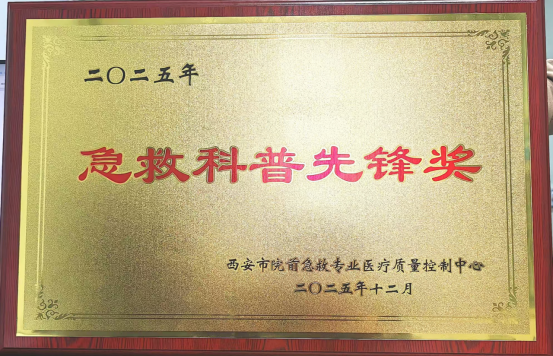 二〇二五年
急救科普先锋奖
西安市院前急救专业医疗质量控制中心
二〇二五年十二月